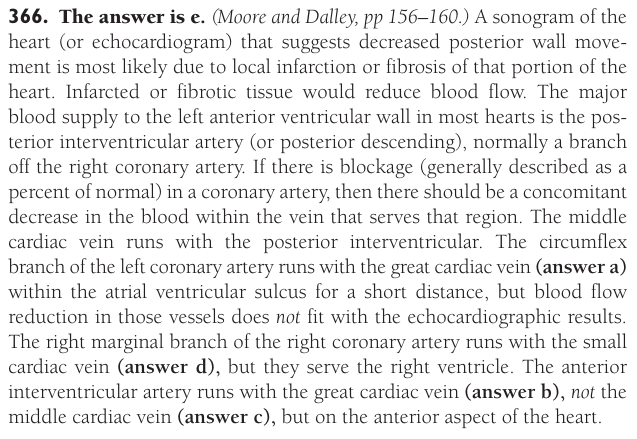 366. The answer is e. (Moore and Dalley, pp 156–160.) A sonogram of the
heart (or echocardiogram) that suggests decreased posterior wall move-
ment is most likely due to local infarction or fibrosis of that portion of the
heart. Infarcted or fibrotic tissue would reduce blood flow. The major
blood supply to the left anterior ventricular wall in most hearts is the pos-
terior interventricular artery (or posterior descending), normally a branch
off the right coronary artery. If there is blockage (generally described as a
percent of normal) in a coronary artery, then there should be a concomitant
decrease in the blood within the vein that serves that region. The middle
cardiac vein runs with the posterior interventricular. The circumflex
branch of the left coronary artery runs with the great cardiac vein (answer a)
within the atrial ventricular sulcus for a short distance, but blood flow
reduction in those vessels does not fit with the echocardiographic results.
The right marginal branch of the right coronary artery runs with the small
cardiac vein (answer d), but they serve the right ventricle. The anterior
interventricular artery runs with the great cardiac vein (answer b), not the
middle cardiac vein (answer c), but on the anterior aspect of the heart.